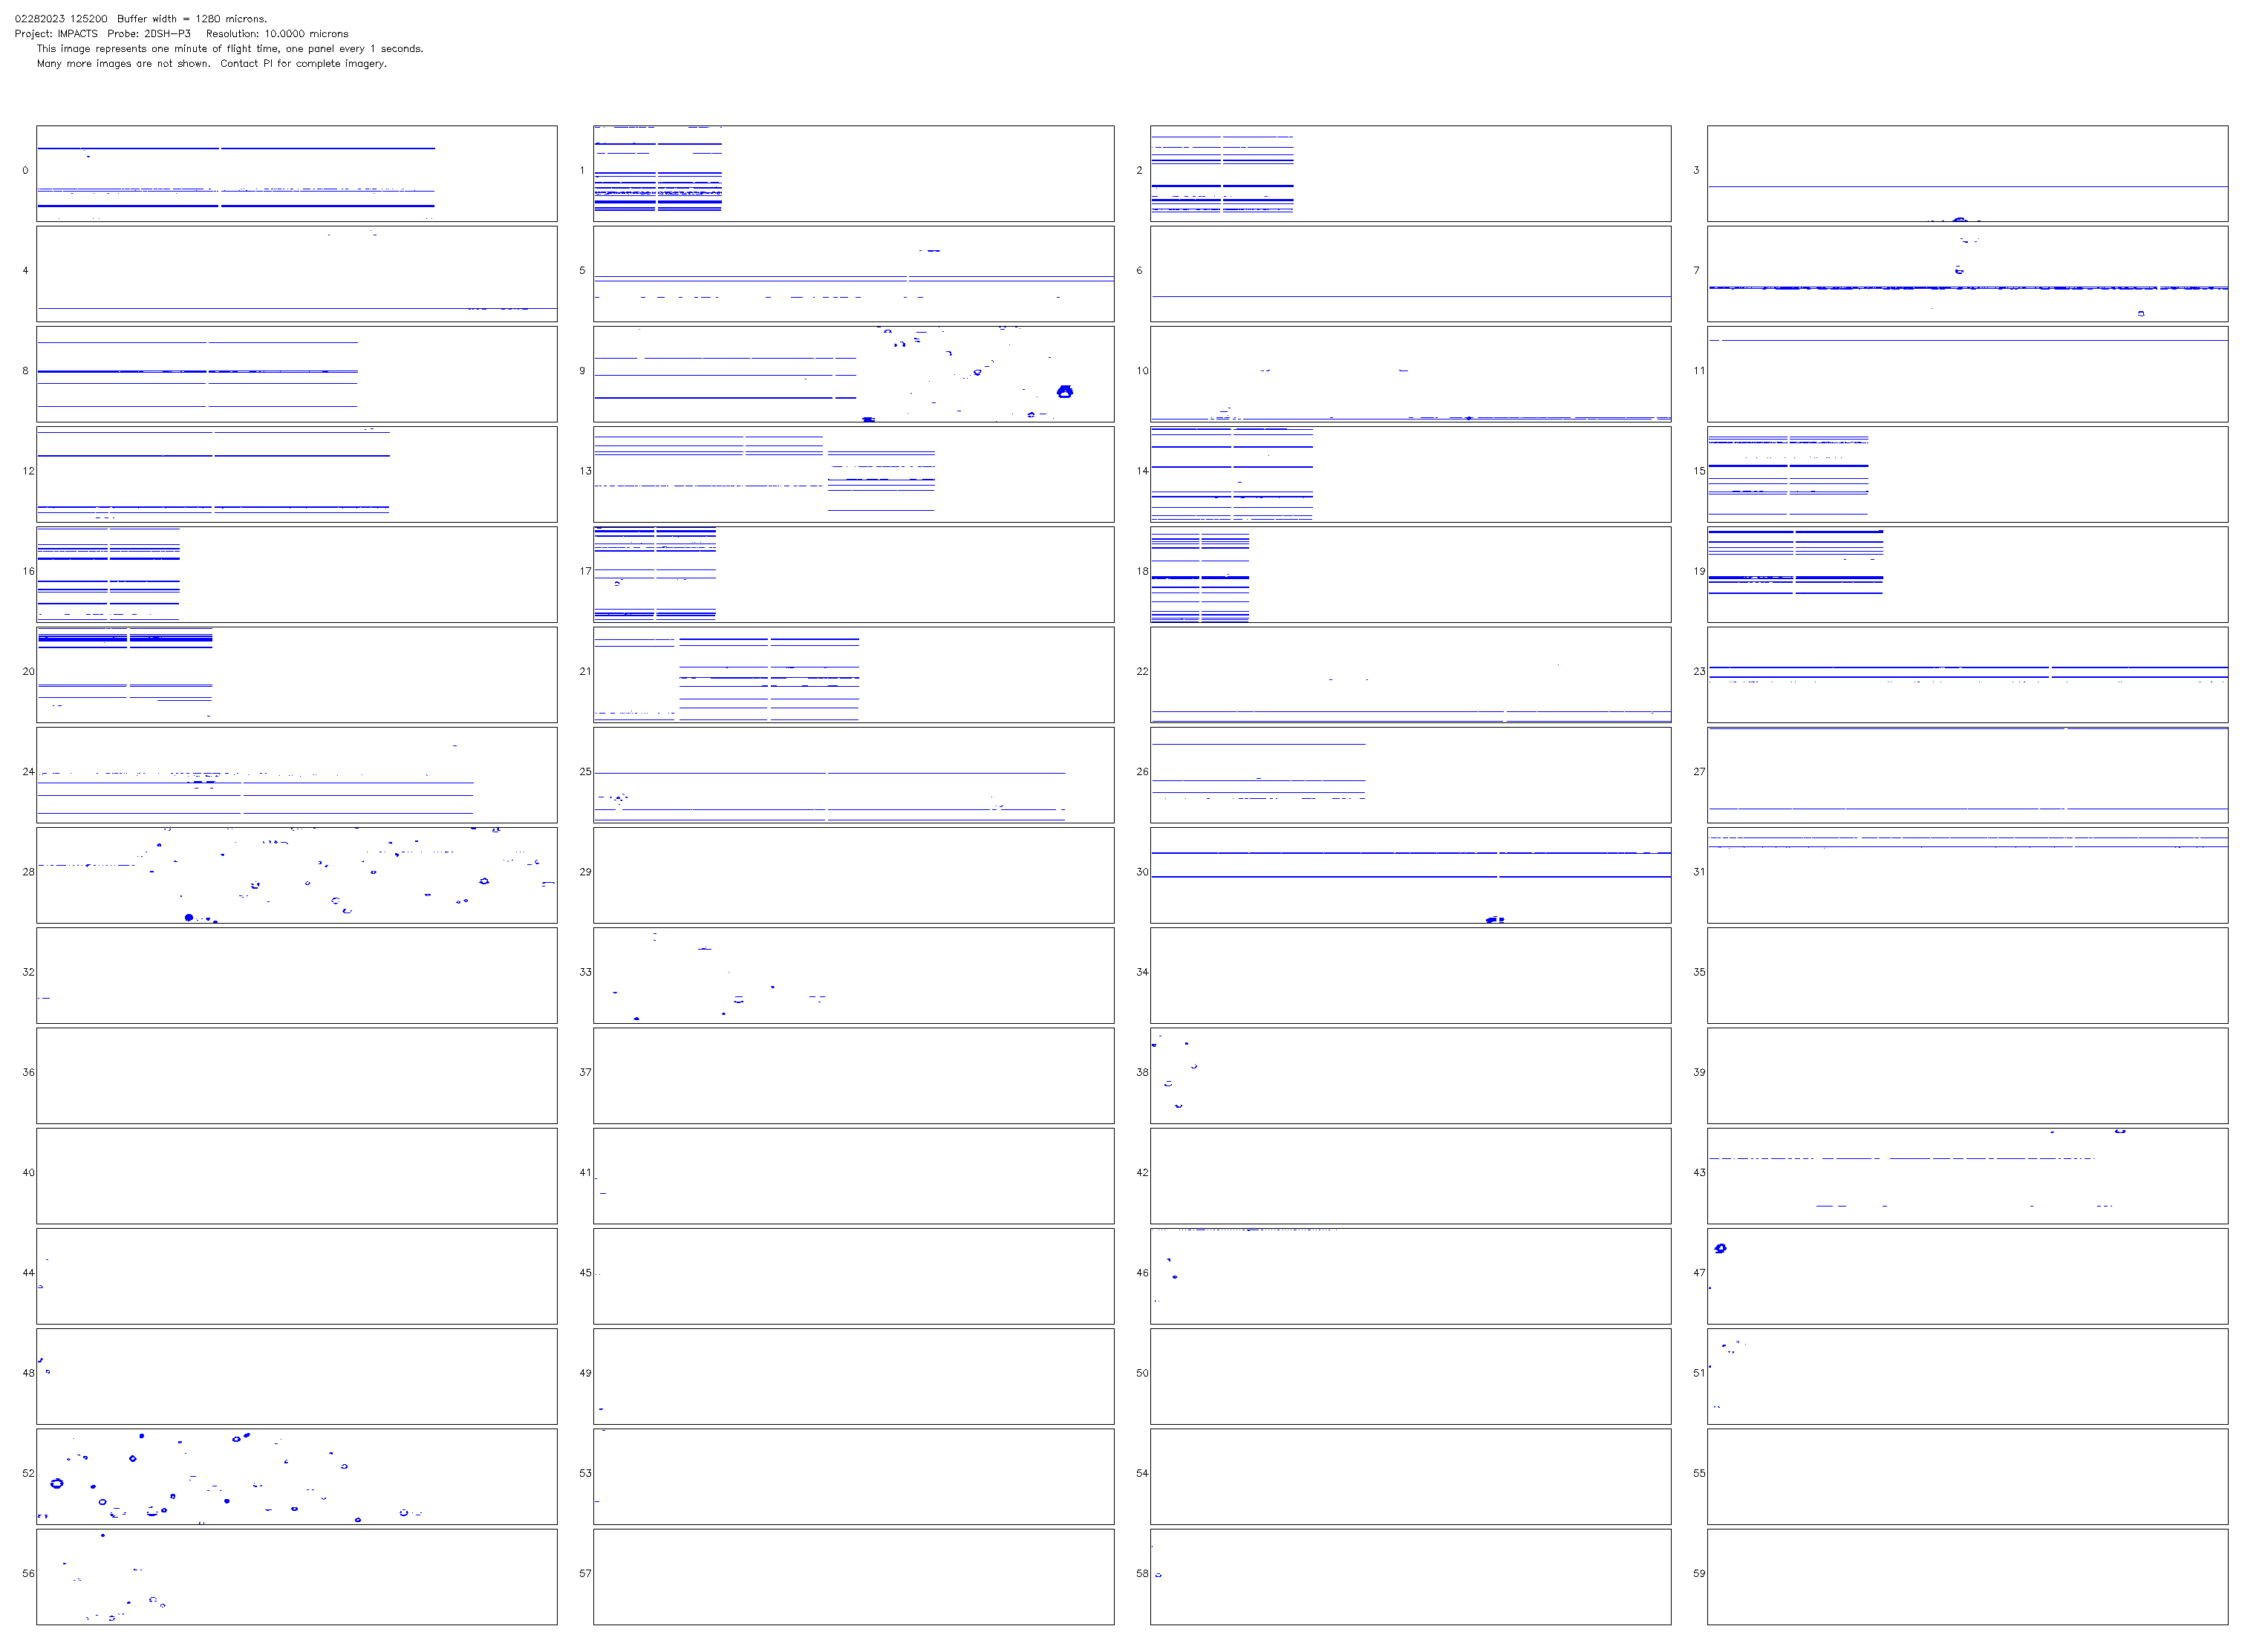 02282023 125200  Buffer width = 1280 microns.
Project: IMPACTS  Probe: 2DSH-P3  Resolution: 10.0000 microns
This image represents one minute of flight time, one panel every 1 seconds.
Many more images are not shown.  Contact PI for complete imagery.
0 1 2 3
4 5 6 7
8 9 10 11
12 13 14 15
16 17 18 19
20 21 22 23
24 25 26 27
28 29 30 31
32 33 34 35
36 37 38 39
40 41 42 43
44 45 46 47
48 49 50 51
52 53 54 55
56 57 58 59